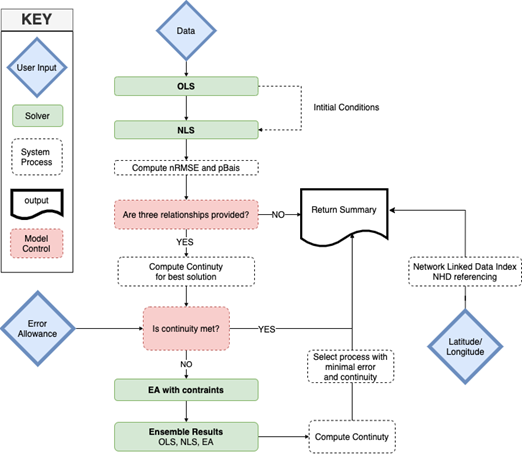 KEY
User Input
Solver
System
Process
output
Model
Control
Data
OLS
Intitial Conditions
NLS
Compute nRMSE and pBais
Are three relationships provided?
NO
Return Summary
YES
Compute Continuty
for best solution
Network Linked Data Index
NHD referencing
Error
Allowance
Is continuity met?
YES
Latitude/
Longitude
NO
Select process with
minimal error
and continuity
EA with contraints
Ensemble Results
OLS, NLS, EA
Compute Continuty